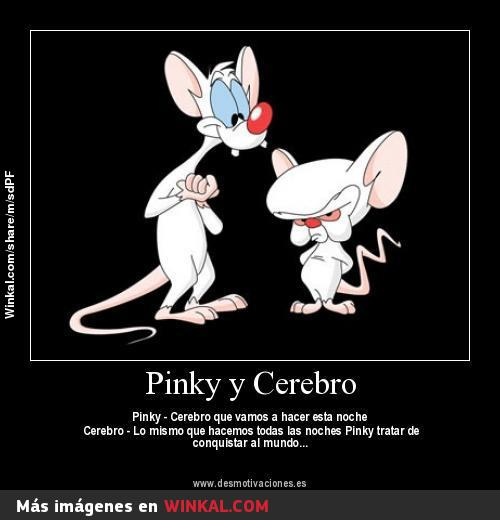 Winkal.com/share/m/sdPF
Pinky y Cerebro
Pinky - Cerebro que vamos a hacer esta noche
Cerebro - Lo mismo que hacemos todas las noches Pinky tratar de
conquistar al mundo...
www.desmotivaciones.es
Más imágenes en WINKAL.COM